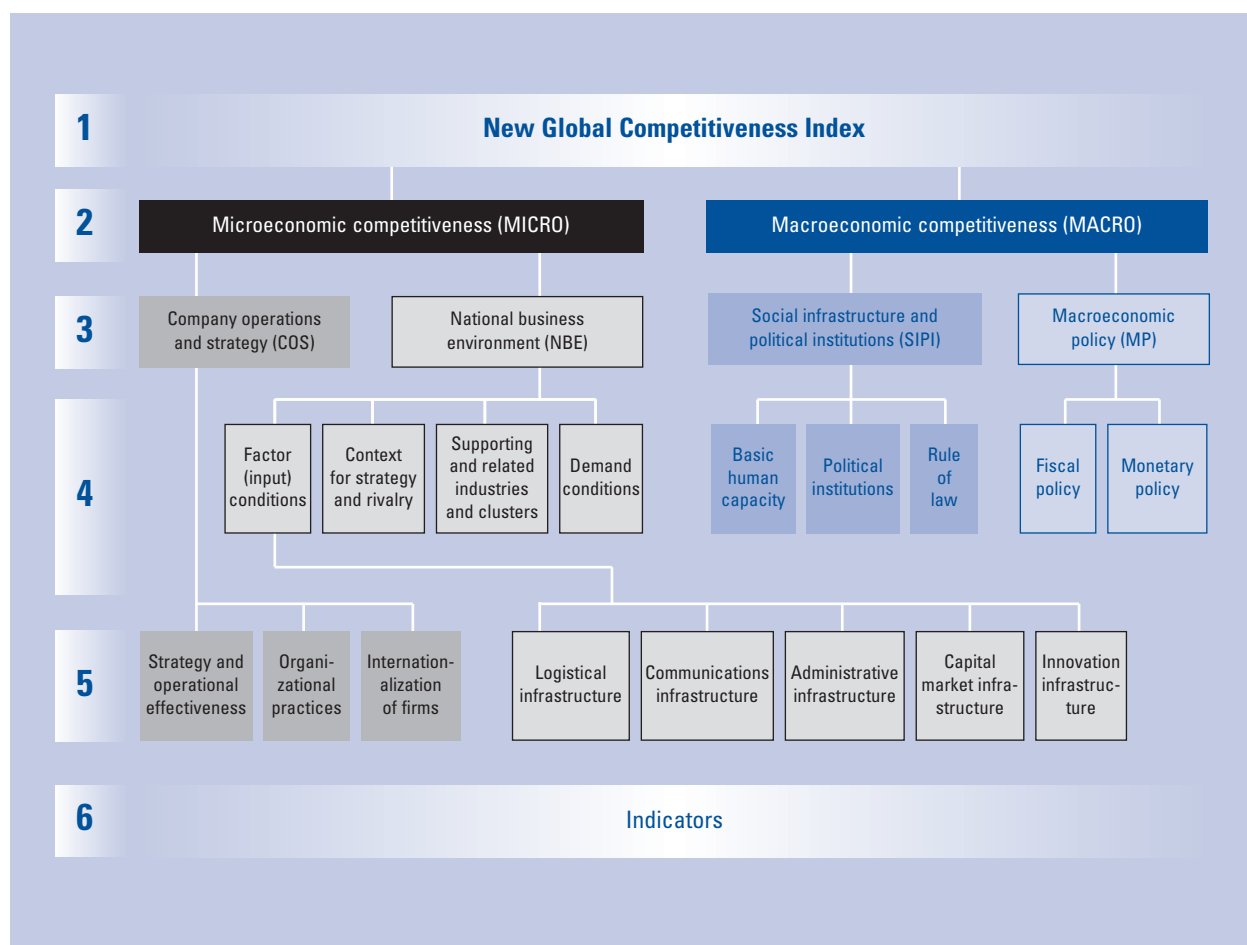 1
New Global Competitiveness Index
2
Microeconomic competitiveness (MICRO)
Macroeconomic competitiveness (MACRO)
3
Company operations
and strategy (COS)
National business
environment (NBE)
Social infrastructure and
political institutions (SIPI)
Macroeconomic
policy (MP)
4
Factor
(input)
conditions
Context
for strategy
and rivalry
Supporting
and related
industries
and clusters
Demand
conditions
Basic
human
capacity
Political
institutions
Rule
of
law
Fiscal
policy
Monetary
policy
5
Strategy and
operational
effectiveness
Organi-
zational
practices
Internation-
alization
of firms
Logistical
infrastructure
Communications
infrastructure
Administrative
infrastructure
Capital
market infra-
structure
Innovation
infrastruc-
ture
6
Indicators